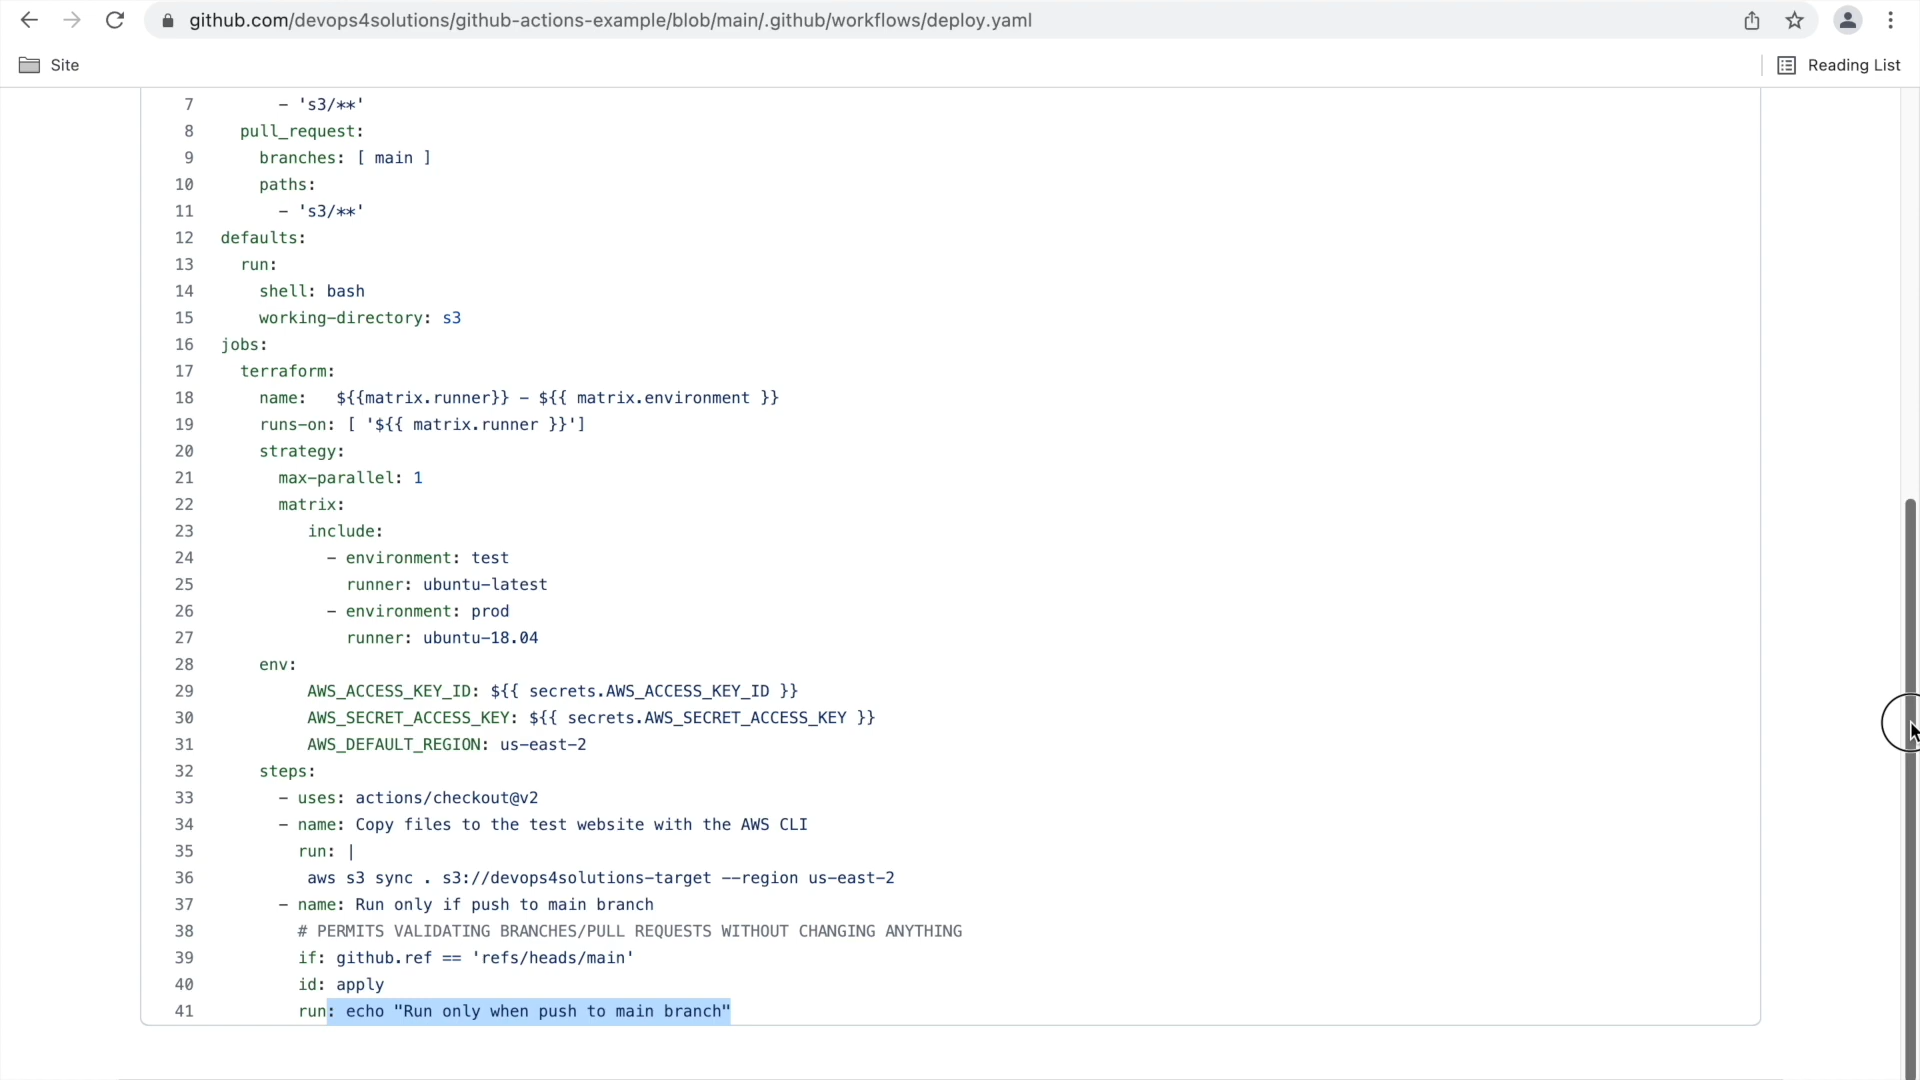 github.com/devops4solutions/github-actions-example/blob/main/.github/workflows/deploy.yaml
Site
Reading List
7 - 's3/**'
8 pull_request:
9 branches: [ main ]
10 paths:
11 - 's3/**'
12 defaults:
13 run:
14 shell: bash
15 working-directory: s3
16 jobs:
17 terraform:
18 name: ${{matrix.runner}} - ${{ matrix.environment }}
19 runs-on: [ '${{ matrix.runner }}']
20 strategy:
21 max-parallel: 1
22 matrix:
23 include:
24 - environment: test
25 runner: ubuntu-latest
26 - environment: prod
27 runner: ubuntu-18.04
28 env:
29 AWS_ACCESS_KEY_ID: ${{ secrets.AWS_ACCESS_KEY_ID }}
30 AWS_SECRET_ACCESS_KEY: ${{ secrets.AWS_SECRET_ACCESS_KEY }}
31 AWS_DEFAULT_REGION: us-east-2
32 steps:
33 - uses: actions/checkout@v2
34 - name: Copy files to the test website with the AWS CLI
35 run: |
36 aws s3 sync . s3://devops4solutions-target --region us-east-2
37 - name: Run only if push to main branch
38 # PERMITS VALIDATING BRANCHES/PULL REQUESTS WITHOUT CHANGING ANYTHING
39 if: github.ref == 'refs/heads/main'
40 id: apply
41 run: echo "Run only when push to main branch"